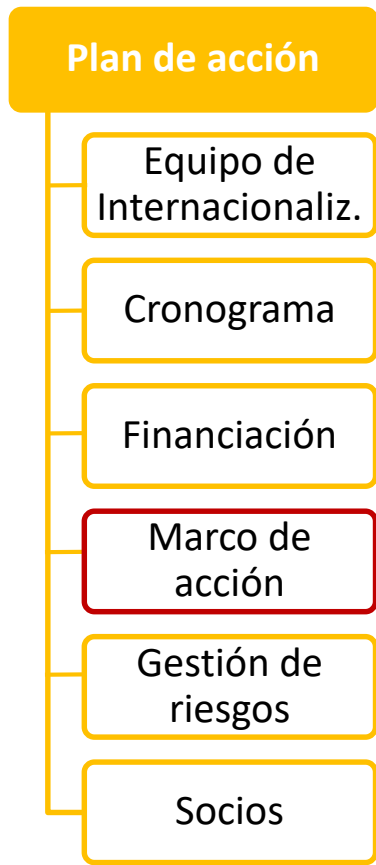 Plan de acción
Equipo de
Internacionaliz.
Cronograma
Financiación
Marco de
acción
Gestión de
riesgos
Socios